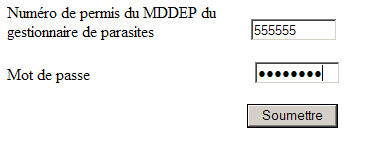 Numéro de permis du MDDEP du
gestionnaire de parasites
555555
Mot de passe
●●●●●●●●
Soumettre